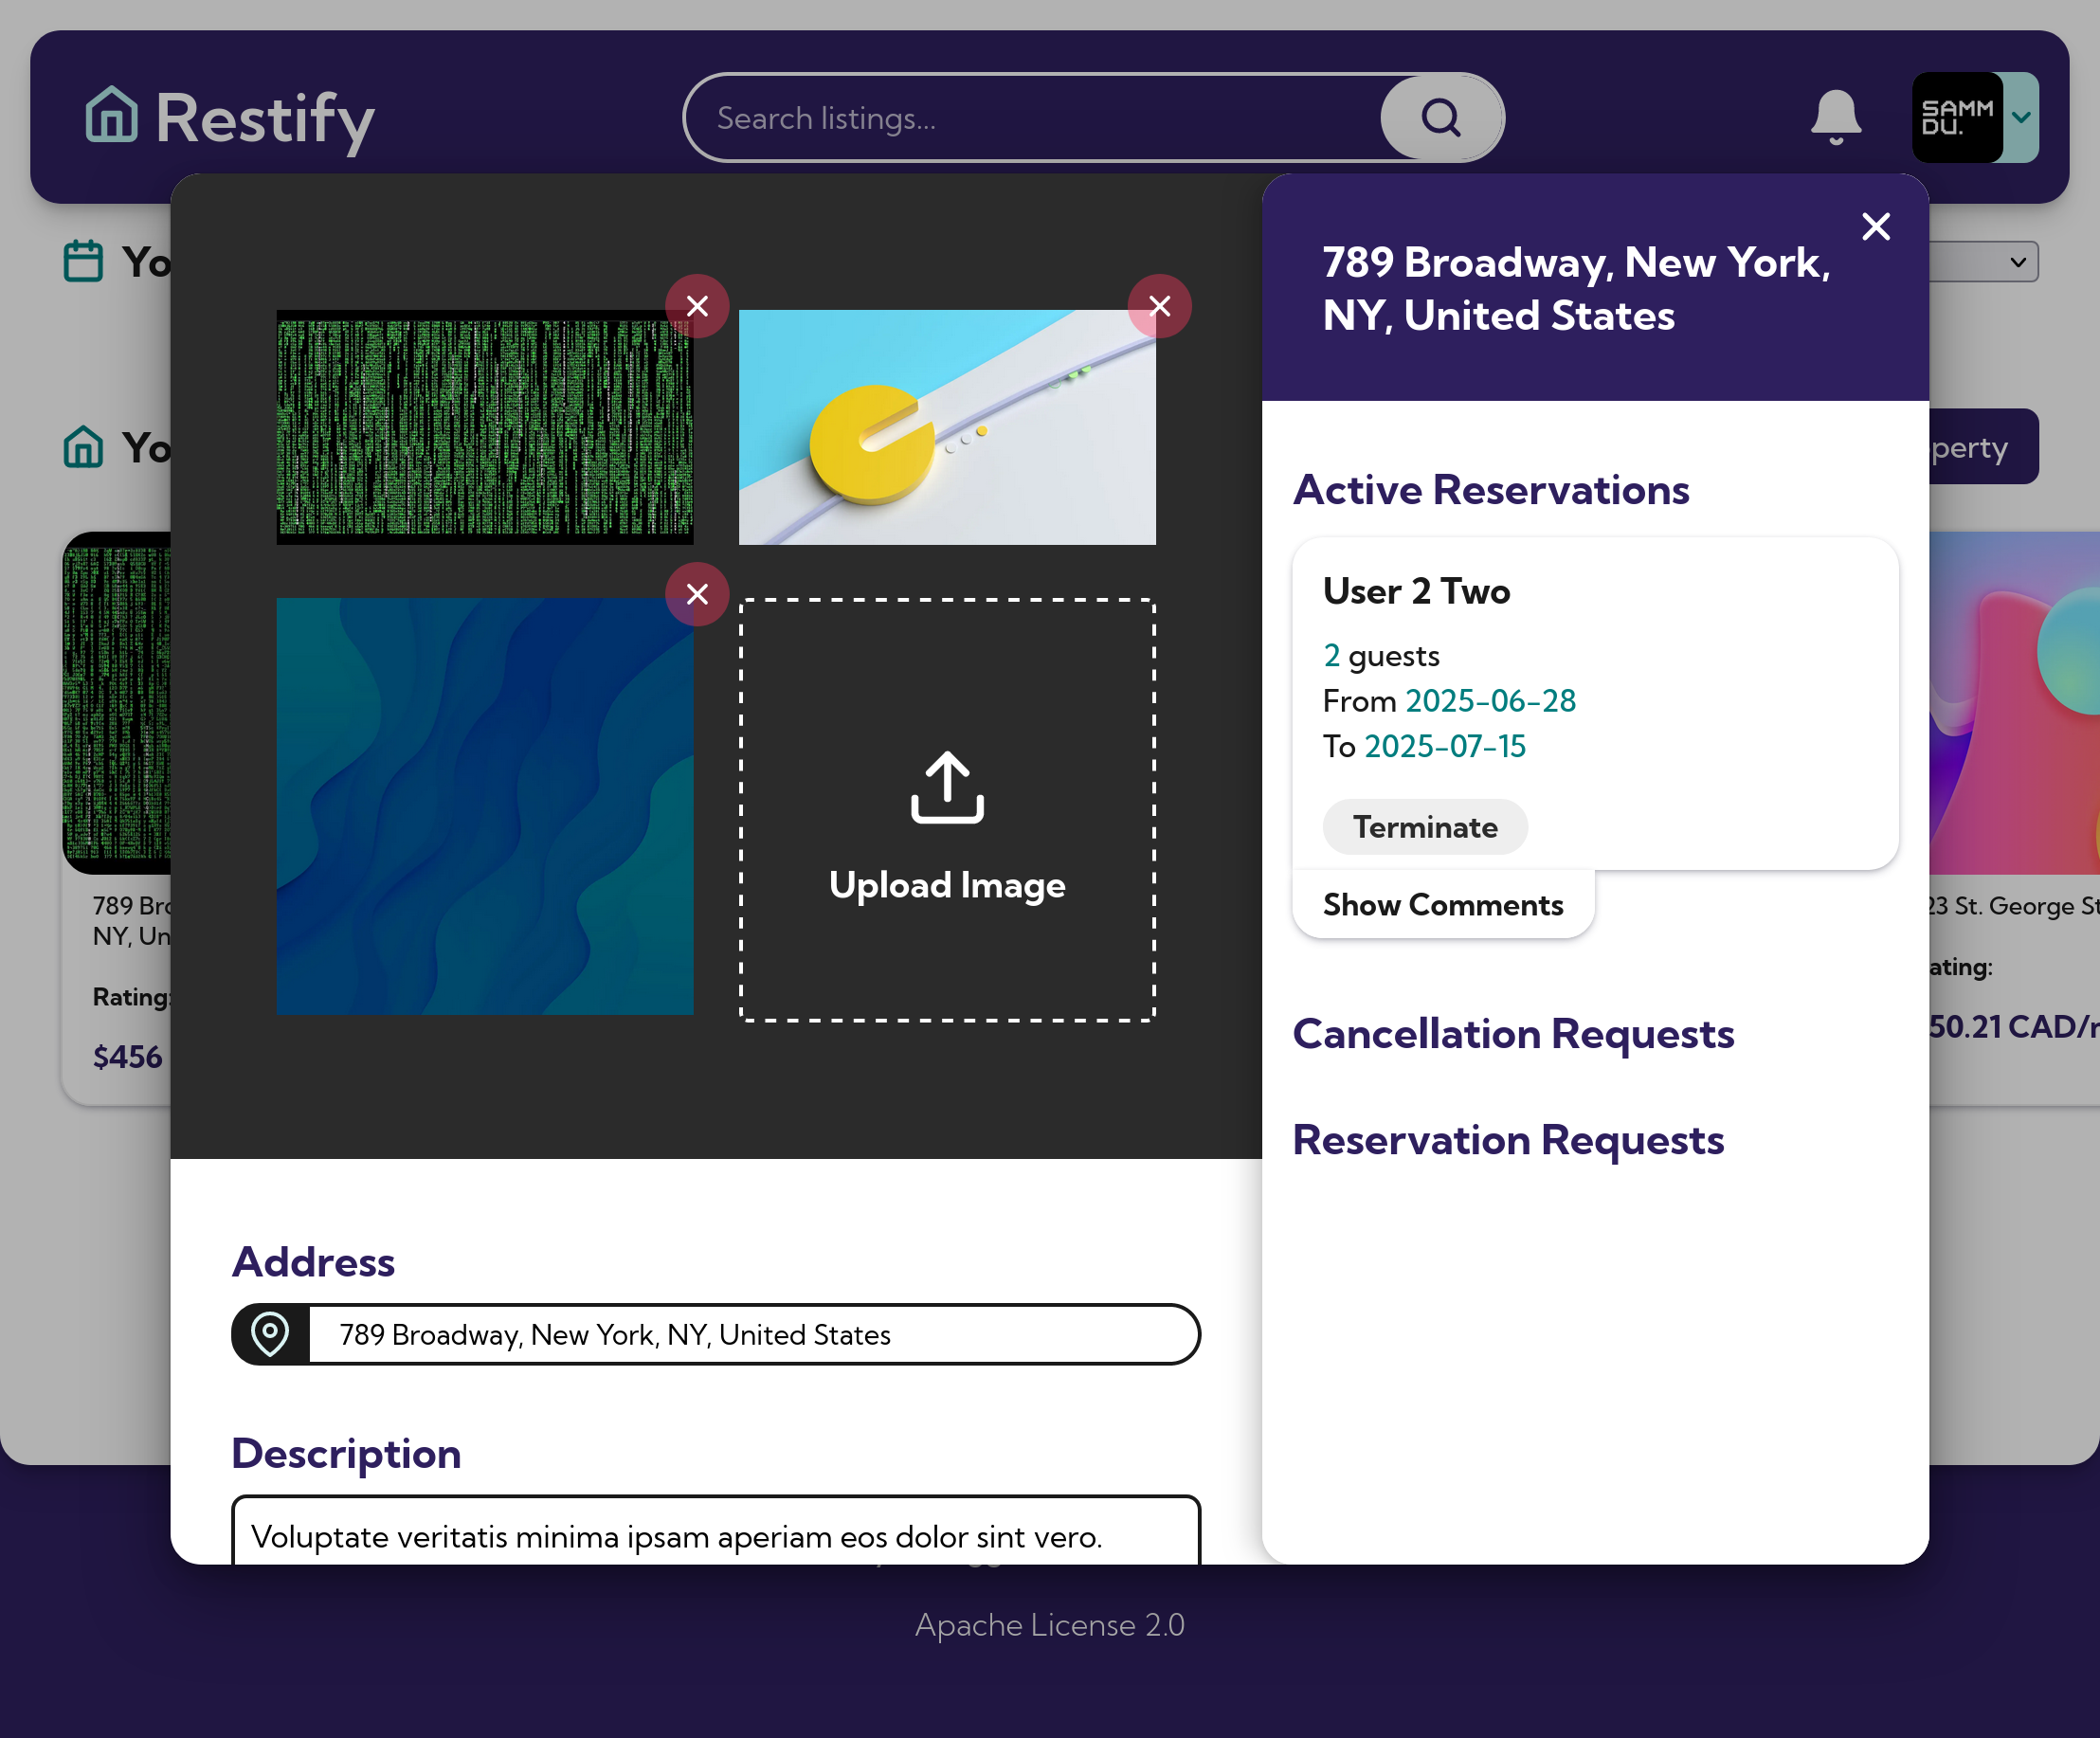 Restify
Search listings...
SAMM
DU.
Yo
Yo
perty
789 Bro
NY, Un
Rating:
$456
23 St. George St
ating:
50.21 CAD/n
Upload Image
Address
789 Broadway, New York, NY, United States
Description
Voluptate veritatis minima ipsam aperiam eos dolor sint vero.
789 Broadway, New York,
NY, United States
Active Reservations
User 2 Two
2 guests
From 2025-06-28
To 2025-07-15
Terminate
Show Comments
Cancellation Requests
Reservation Requests
Apache License 2.0